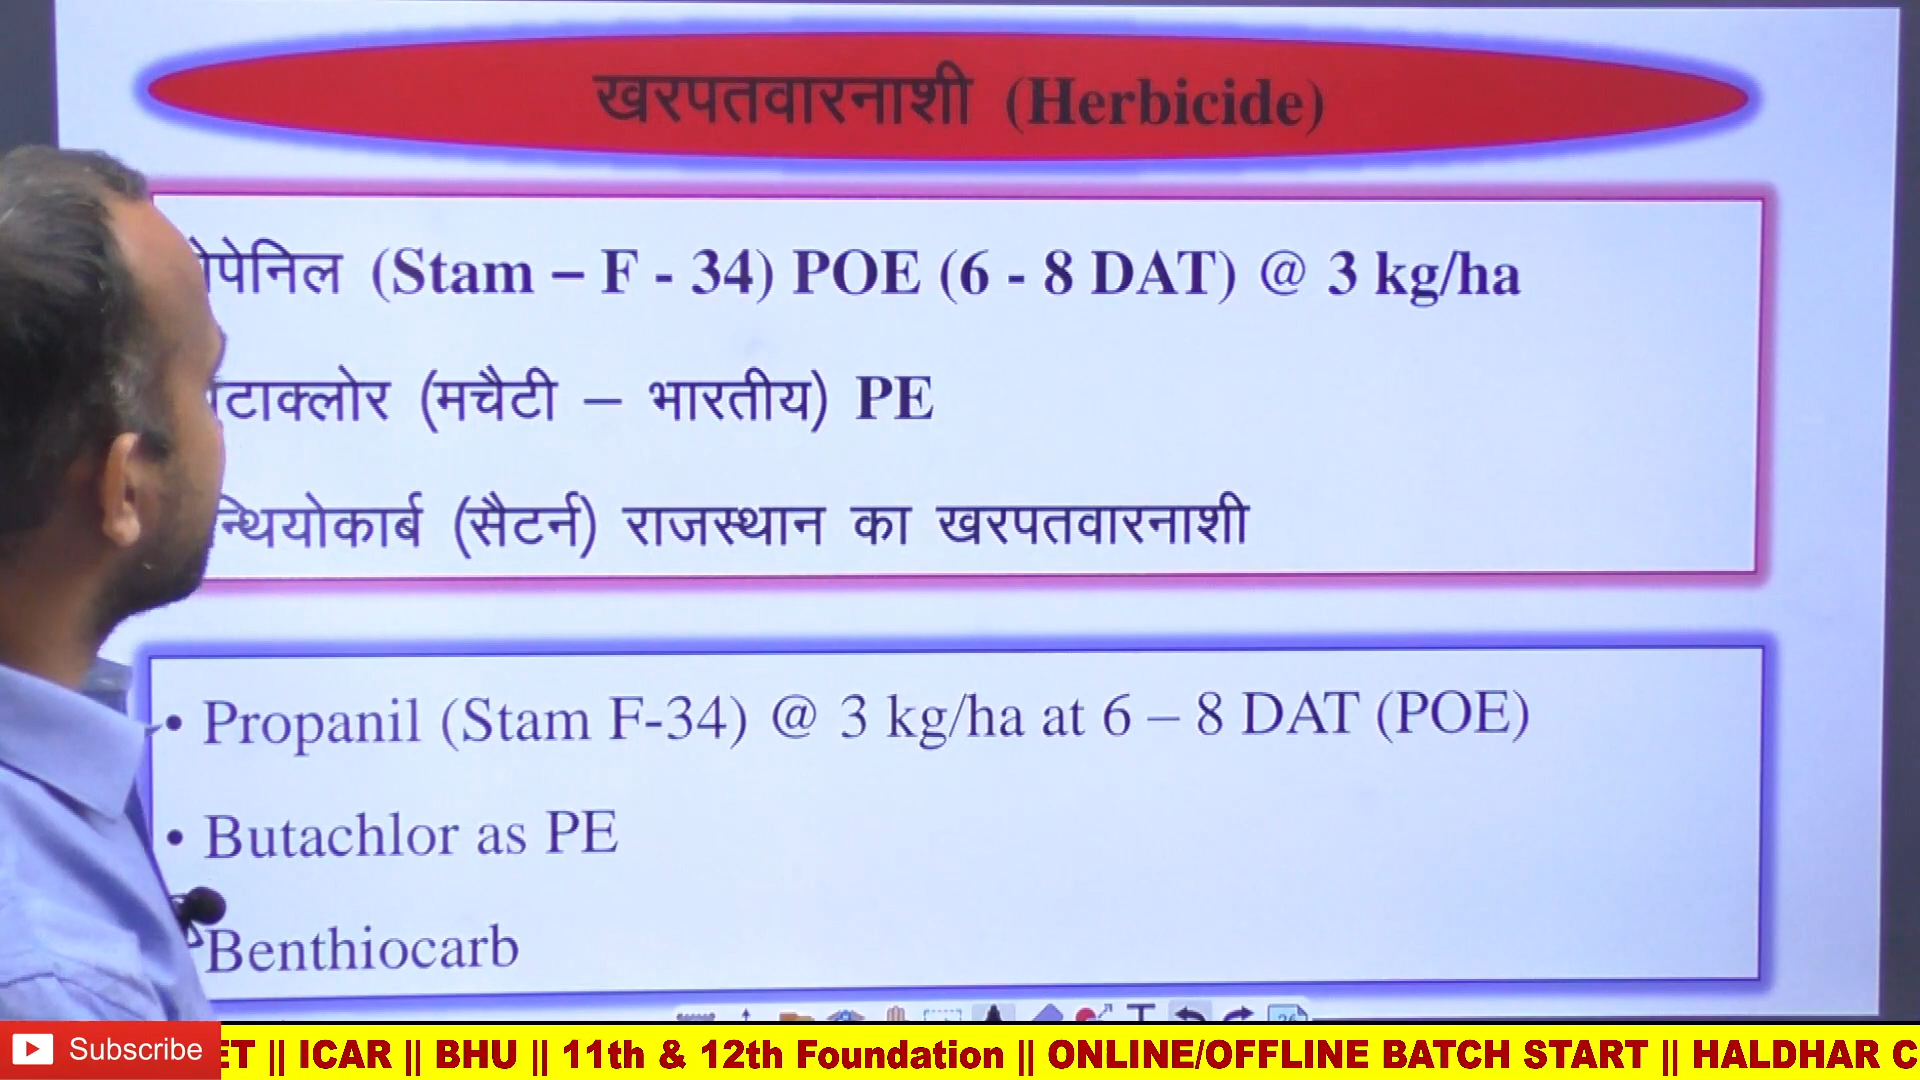 खरपतवारनाशी (Herbicide)
(Stam – F - 34) POE (6 - 8 DAT) @ 3 kg/ha
(मचैटी – भारतीय) PE
(सैटर्न) राजस्थान का खरपतवारनाशी
• Propanil (Stam F-34) @ 3 kg/ha at 6 – 8 DAT (POE)
• Butachlor as PE
Benthiocarb
Subscribe
|| ICAR || BHU || 11th & 12th Foundation || ONLINE/OFFLINE BATCH START || HALDHAR